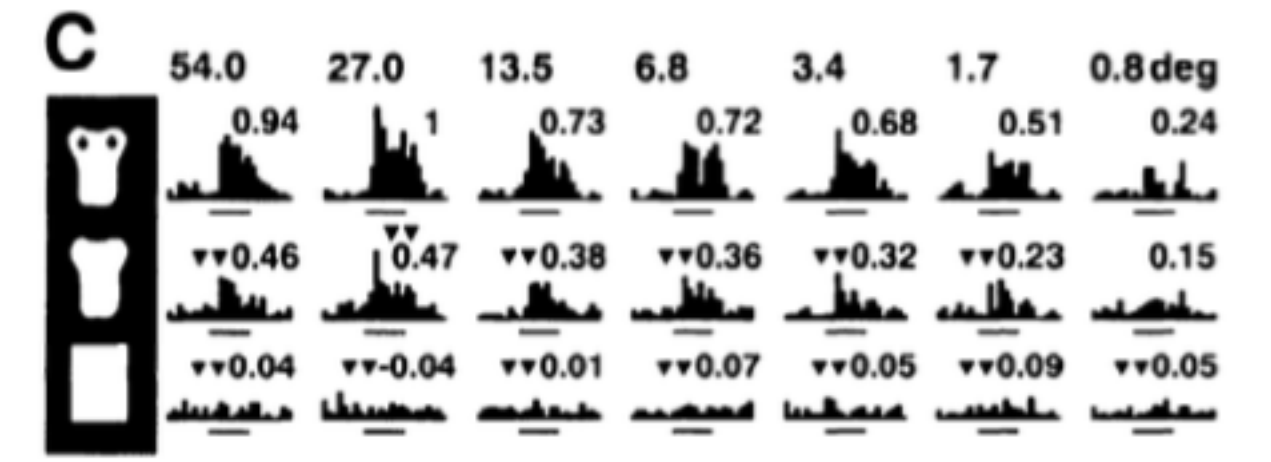 C
54.0 27.0 13.5 6.8 3.4 1.7 0.8 deg
0.94 1 0.73 0.72 0.68 0.51 0.24
▼▼0.46 ▼▼0.47 ▼▼0.38 ▼▼0.36 ▼▼0.32 ▼▼0.23 0.15
▼▼0.04 ▼▼-0.04 ▼▼0.01 ▼▼0.07 ▼▼0.05 ▼▼0.09 ▼▼0.05